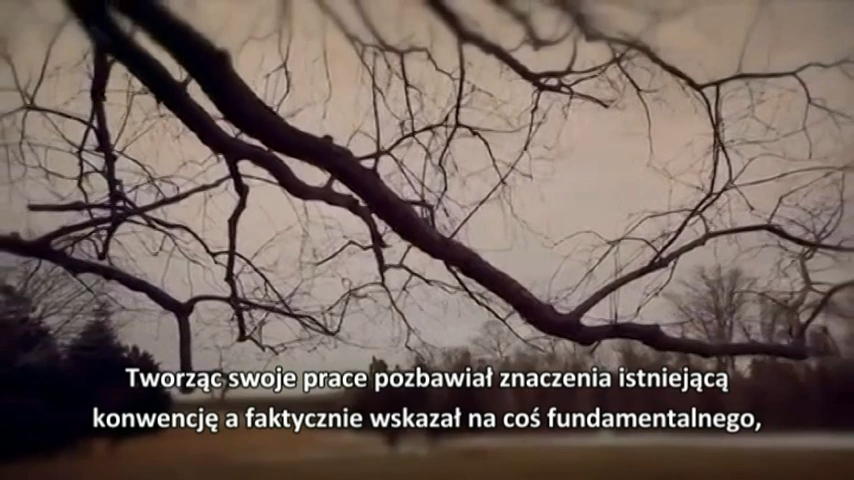 Tworząc swoje prace pozbawiał znaczenia istniejącą
konwencję a faktycznie wskazał na coś fundamentalnego,